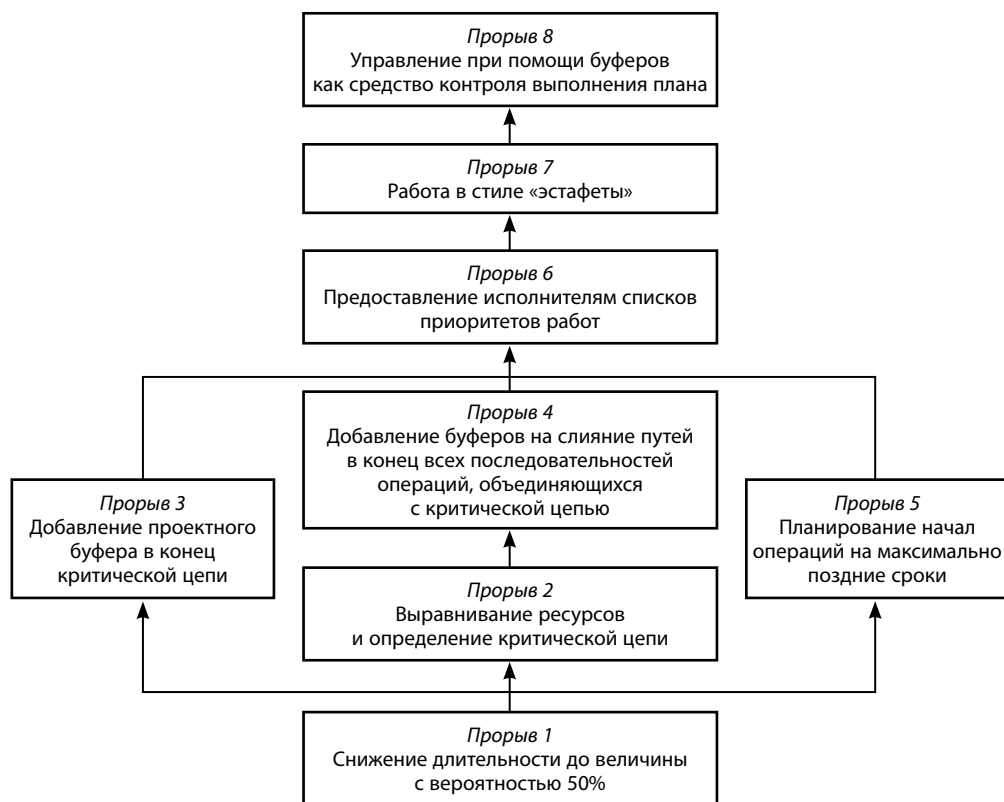 Прорыв 8
Управление при помощи буферов
как средство контроля выполнения плана
Прорыв 7
Работа в стиле «эстафеты»
Прорыв 6
Предоставление исполнителям списков
приоритетов работ
Прорыв 4
Добавление буферов на слияние путей
в конец всех последовательностей
операций, объединяющихся
с критической цепью
Прорыв 3
Добавление проектного
буфера в конец
критической цепи
Прорыв 5
Планирование начал
операций на максимально
поздние сроки
Прорыв 2
Выравнивание ресурсов
и определение критической цепи
Прорыв 1
Снижение длительности до величины
с вероятностью 50%